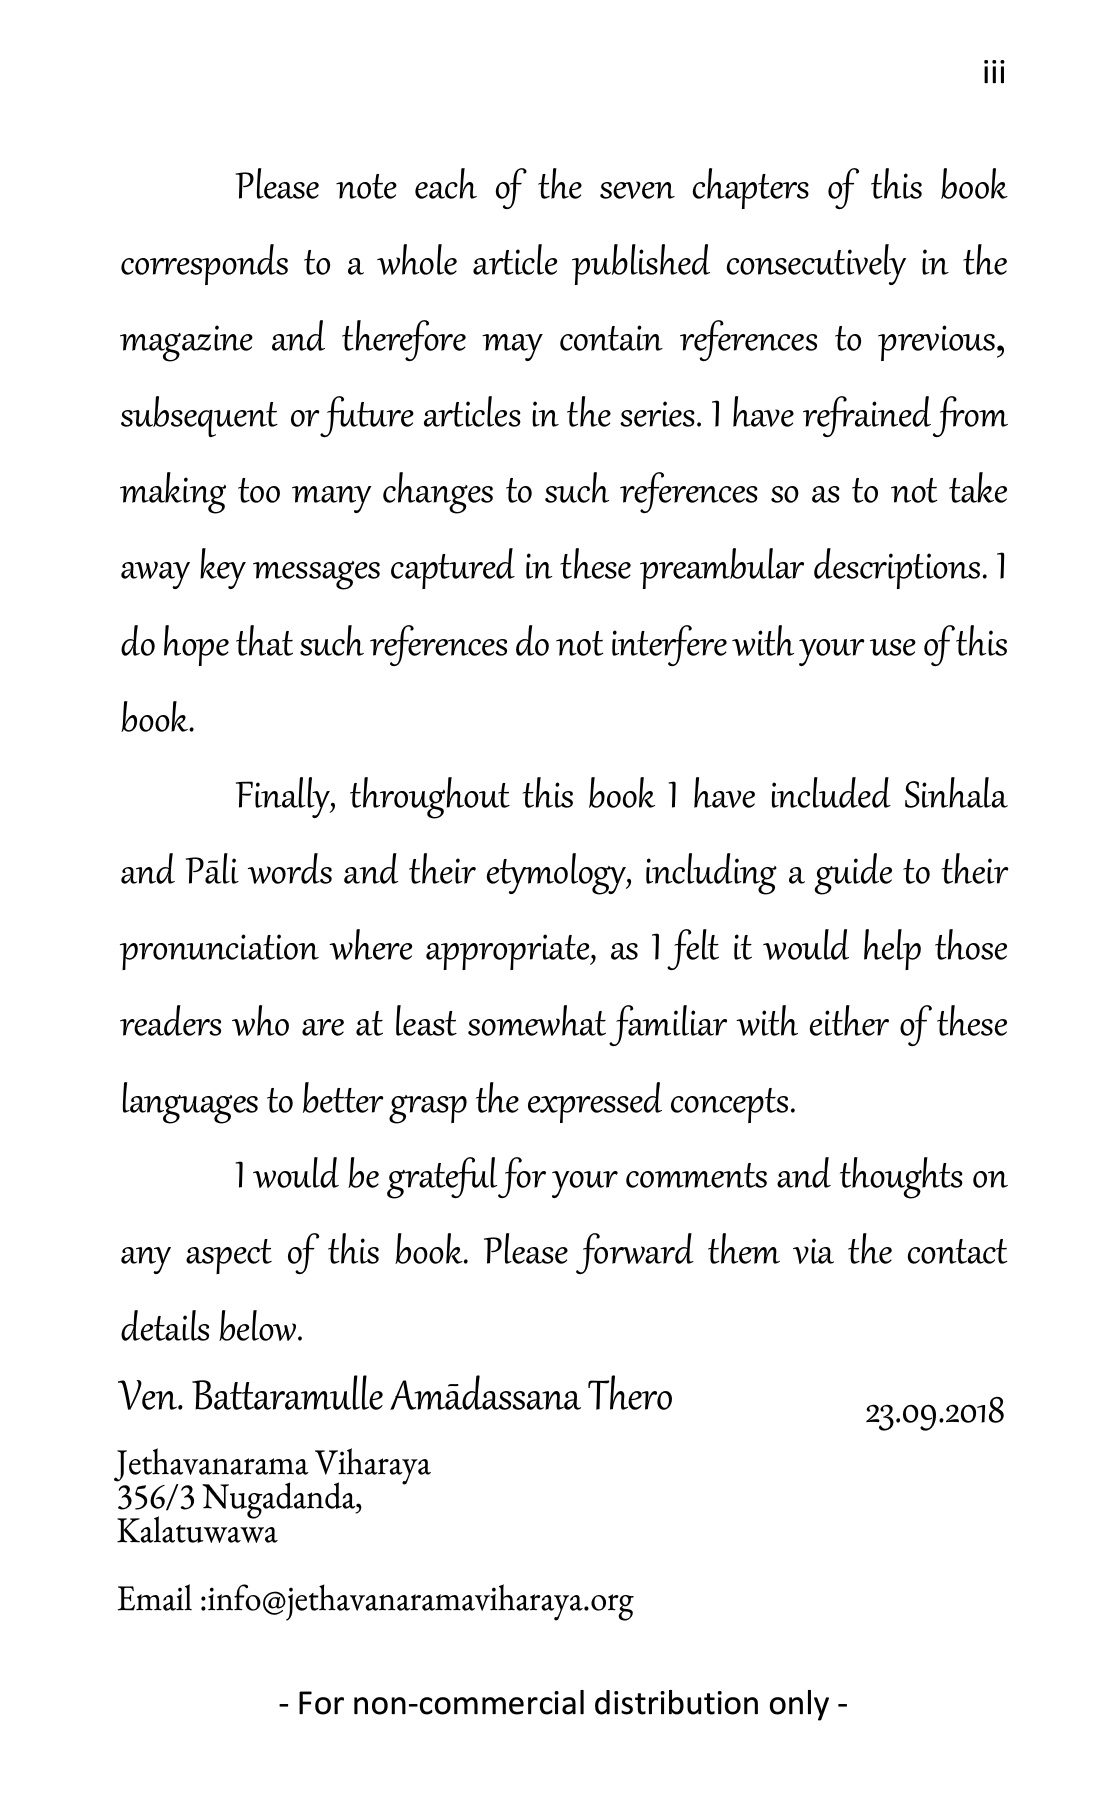 iii
Please note each of the seven chapters of this book
corresponds to a whole article published consecutively in the
magazine and therefore may contain references to previous,
subsequent or future articles in the series. I have refrained from
making too many changes to such references so as to not take
away key messages captured in these preambular descriptions. I
do hope that such references do not interfere with your use of this
book.
Finally, throughout this book I have included Sinhala
and Pāli words and their etymology, including a guide to their
pronunciation where appropriate, as I felt it would help those
readers who are at least somewhat familiar with either of these
languages to better grasp the expressed concepts.
I would be grateful for your comments and thoughts on
any aspect of this book. Please forward them via the contact
details below.
Ven. Battaramulle Amādassana Thero
23.09.2018
Jethavanarama Viharaya
356/3 Nugadanda,
Kalatuwawa
Email :info@jethavanaramaviharaya.org
- For non-commercial distribution only -